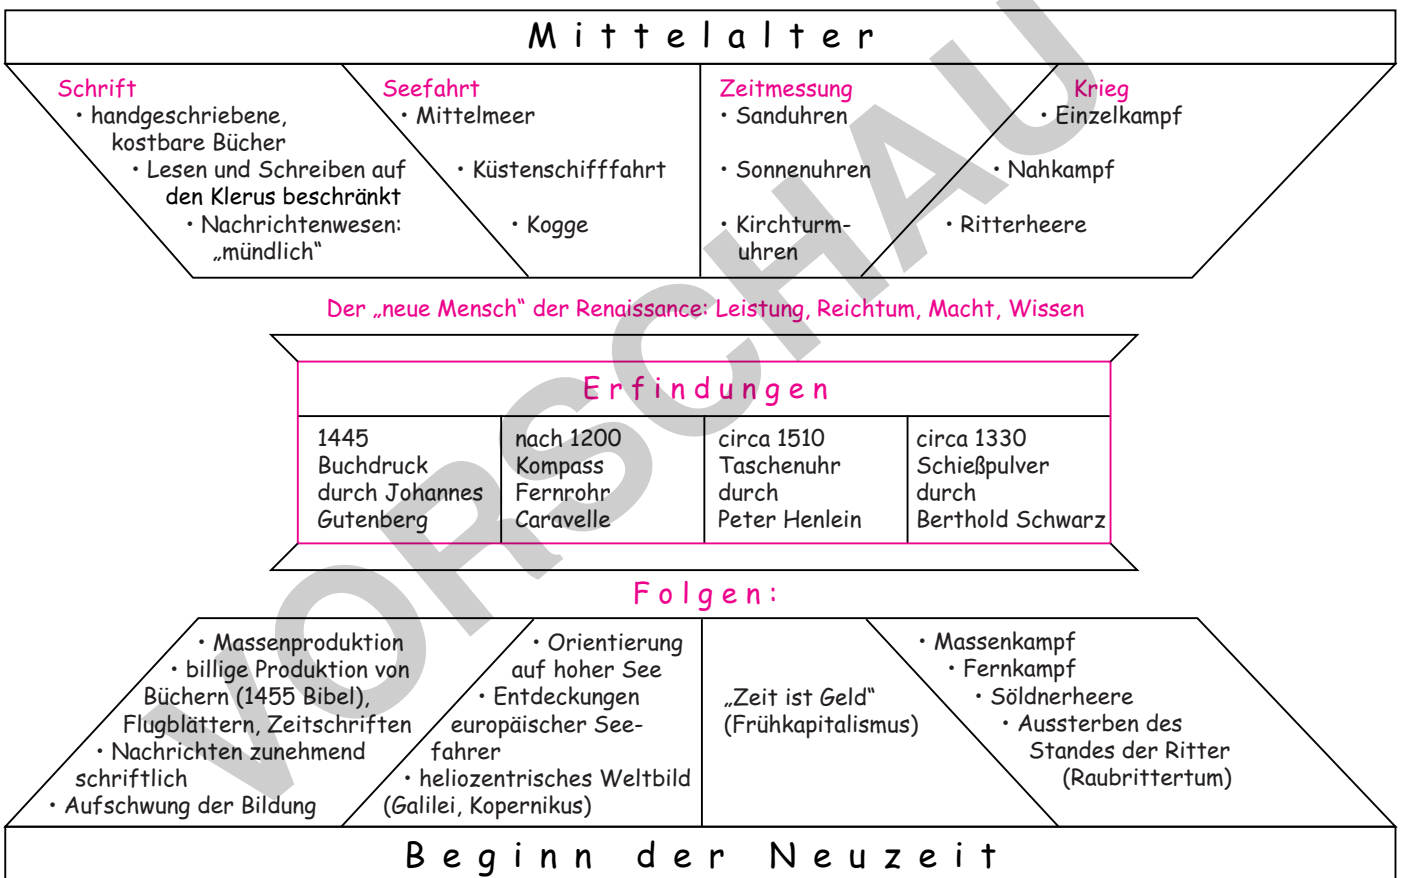 Mittelalter
Schrift
• handgeschriebene,
kostbare Bücher
• Lesen und Schreiben auf
den Klerus beschränkt
• Nachrichtenwesen:
„mündlich“
Seefahrt
• Mittelmeer
• Küstenschifffahrt
• Kogge
Zeitmessung
• Sanduhren
• Sonnenuhren
• Kirchturm-
uhren
Krieg
• Einzelkampf
• Nahkampf
• Ritterheere
Der „neue Mensch“ der Renaissance: Leistung, Reichtum, Macht, Wissen
Erfindungen
1445
Buchdruck
durch Johannes
Gutenberg
nach 1200
Kompass
Fernrohr
Caravelle
circa 1510
Taschenuhr
durch
Peter Henlein
circa 1330
Schießpulver
durch
Berthold Schwarz
Folgen:
• Massenproduktion
• billige Produktion von
Büchern (1455 Bibel),
Flugblättern, Zeitschriften
• Nachrichten zunehmend
schriftlich
• Aufschwung der Bildung
• Orientierung
auf hoher See
• Entdeckungen
europäischer See-
fahrer
• heliozentrisches Weltbild
(Galilei, Kopernikus)
„Zeit ist Geld“
(Frühkapitalismus)
• Massenkampf
• Fernkampf
• Söldnerheere
• Aussterben des
Standes der Ritter
(Raubrittertum)
Beginn der Neuzeit
VORSCHAU